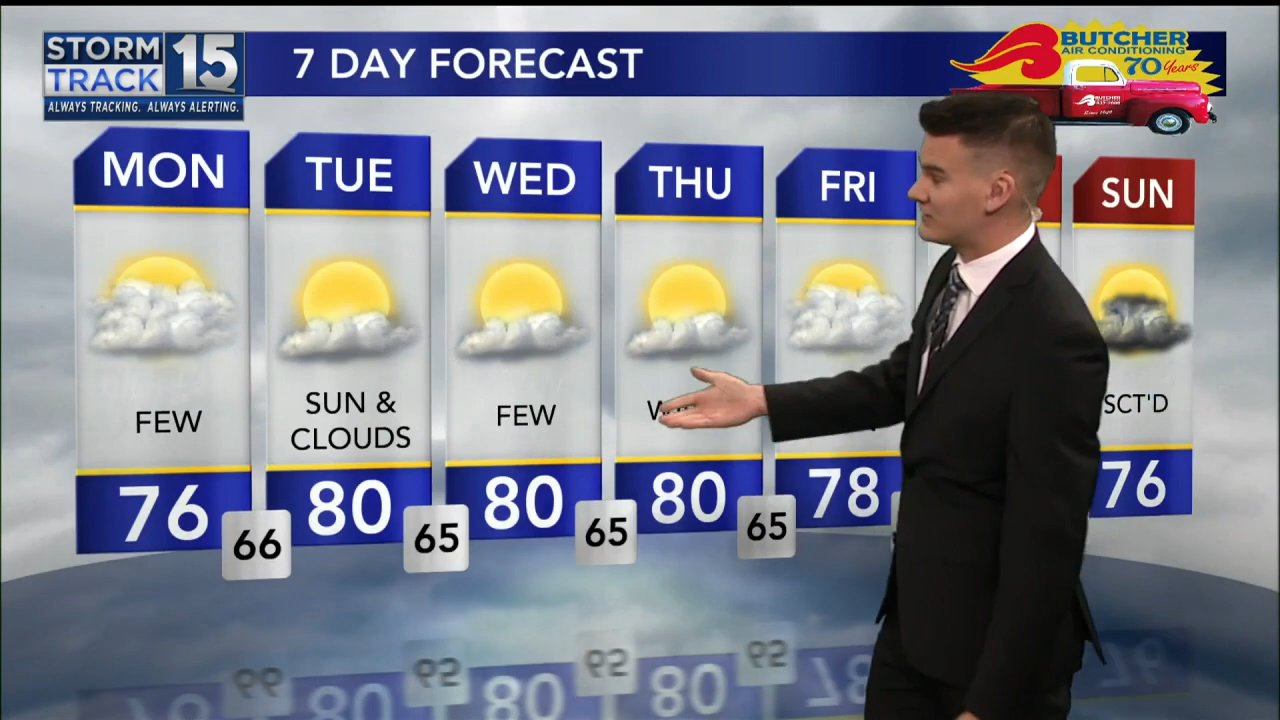 STORM
TRACK
15
ALWAYS TRACKING. ALWAYS ALERTING.
7 DAY FORECAST
BUTCHER
AIR CONDITIONING
70 Years
BUTCHER
MON
TUE
WED
THU
FRI
SUN
FEW
SUN &
CLOUDS
FEW
SCT'D
76
80
80
80
78
76
66
65
65
65